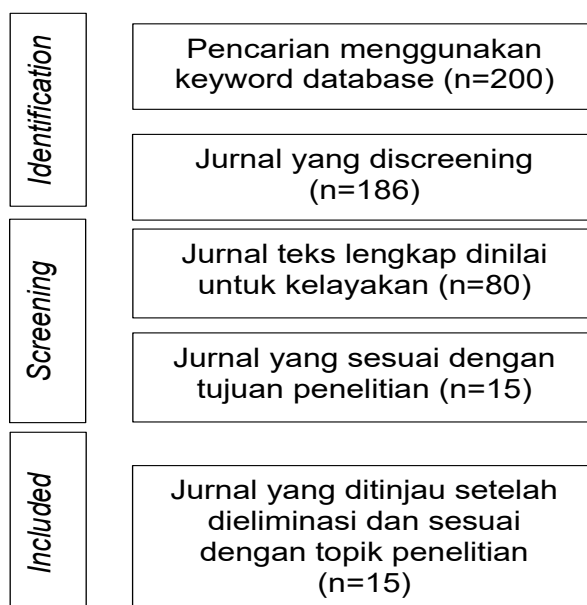 Identification
Pencarian menggunakan
keyword database (n=200)
Jurnal yang discreening
(n=186)
Screening
Jurnal teks lengkap dinilai
untuk kelayakan (n=80)
Jurnal yang sesuai dengan
tujuan penelitian (n=15)
Included
Jurnal yang ditinjau setelah
dieliminasi dan sesuai
dengan topik penelitian
(n=15)